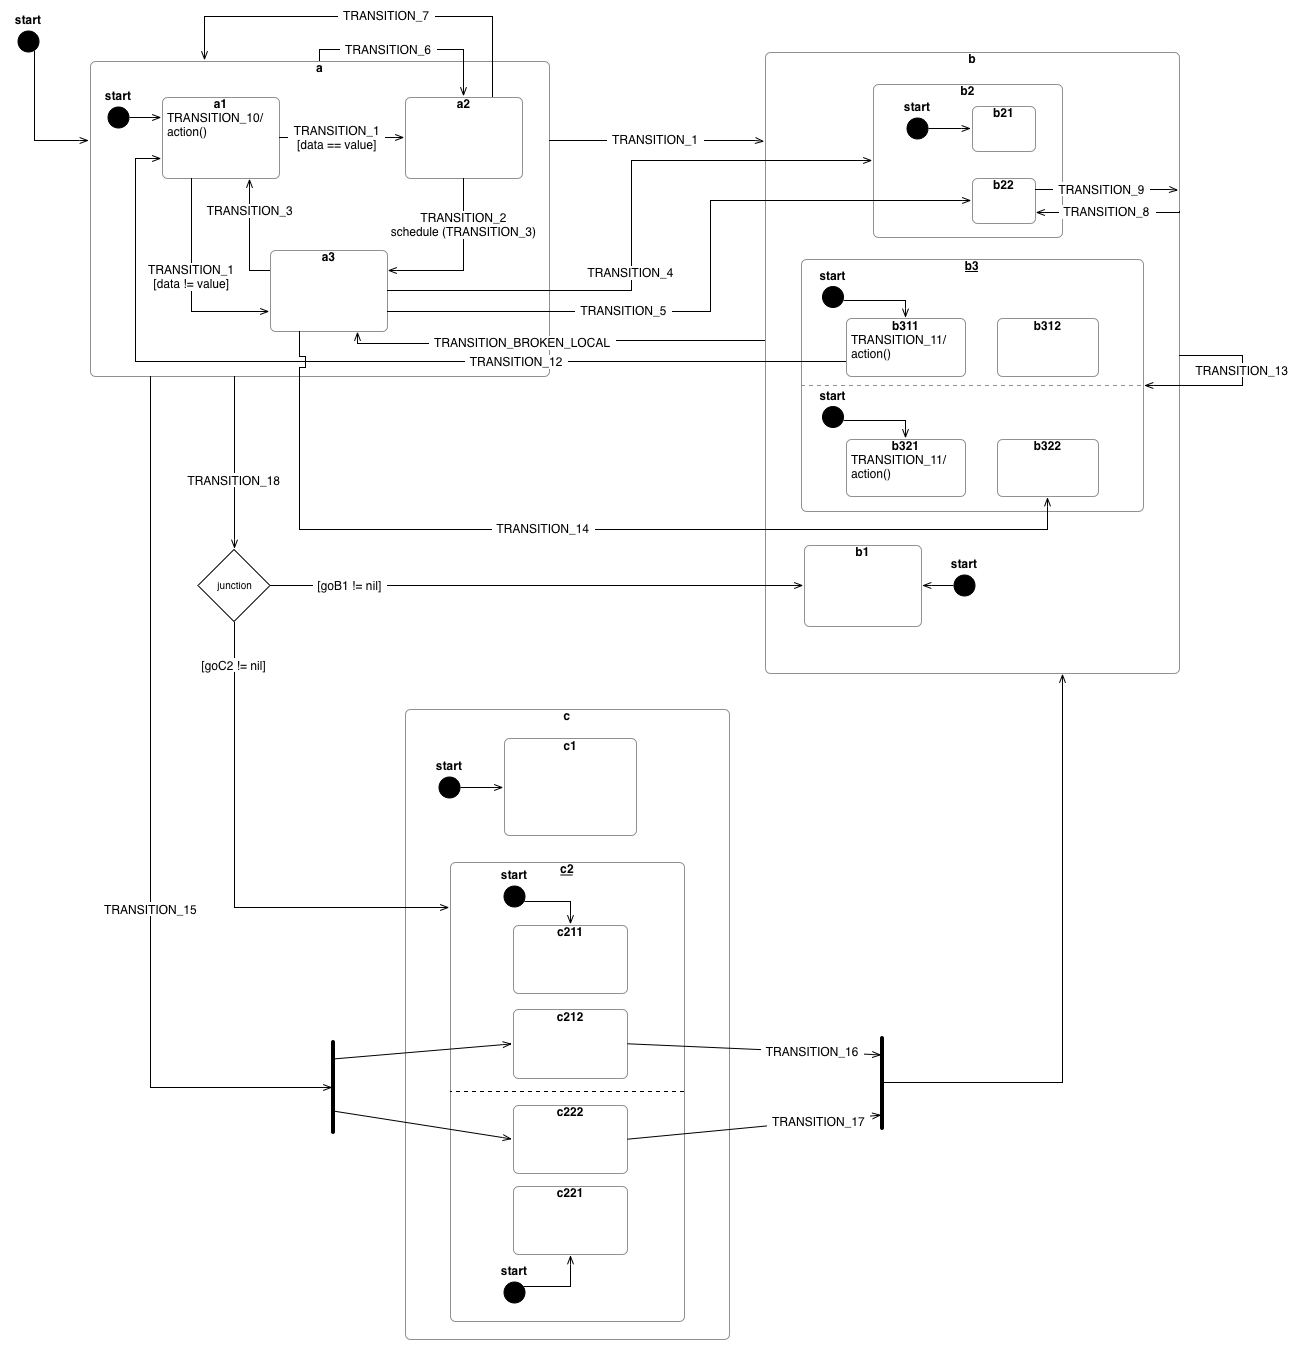 start
TRANSITION_7
TRANSITION_6
a
start
a1
TRANSITION_10/
action()
TRANSITION_1
[data == value]
a2
TRANSITION_3
TRANSITION_2
schedule (TRANSITION_3)
TRANSITION_1
[data != value]
a3
TRANSITION_1
TRANSITION_4
TRANSITION_5
TRANSITION_BROKEN_LOCAL
TRANSITION_12
b
b2
start
b21
b22
TRANSITION_9
TRANSITION_8
b3
start
b311
TRANSITION_11/
action()
b312
TRANSITION_13
start
b321
TRANSITION_11/
action()
b322
TRANSITION_18
TRANSITION_14
junction
[goB1 != nil]
b1
start
[goC2 != nil]
c
c1
start
c2
start
c211
TRANSITION_15
c212
TRANSITION_16
c222
TRANSITION_17
c221
start